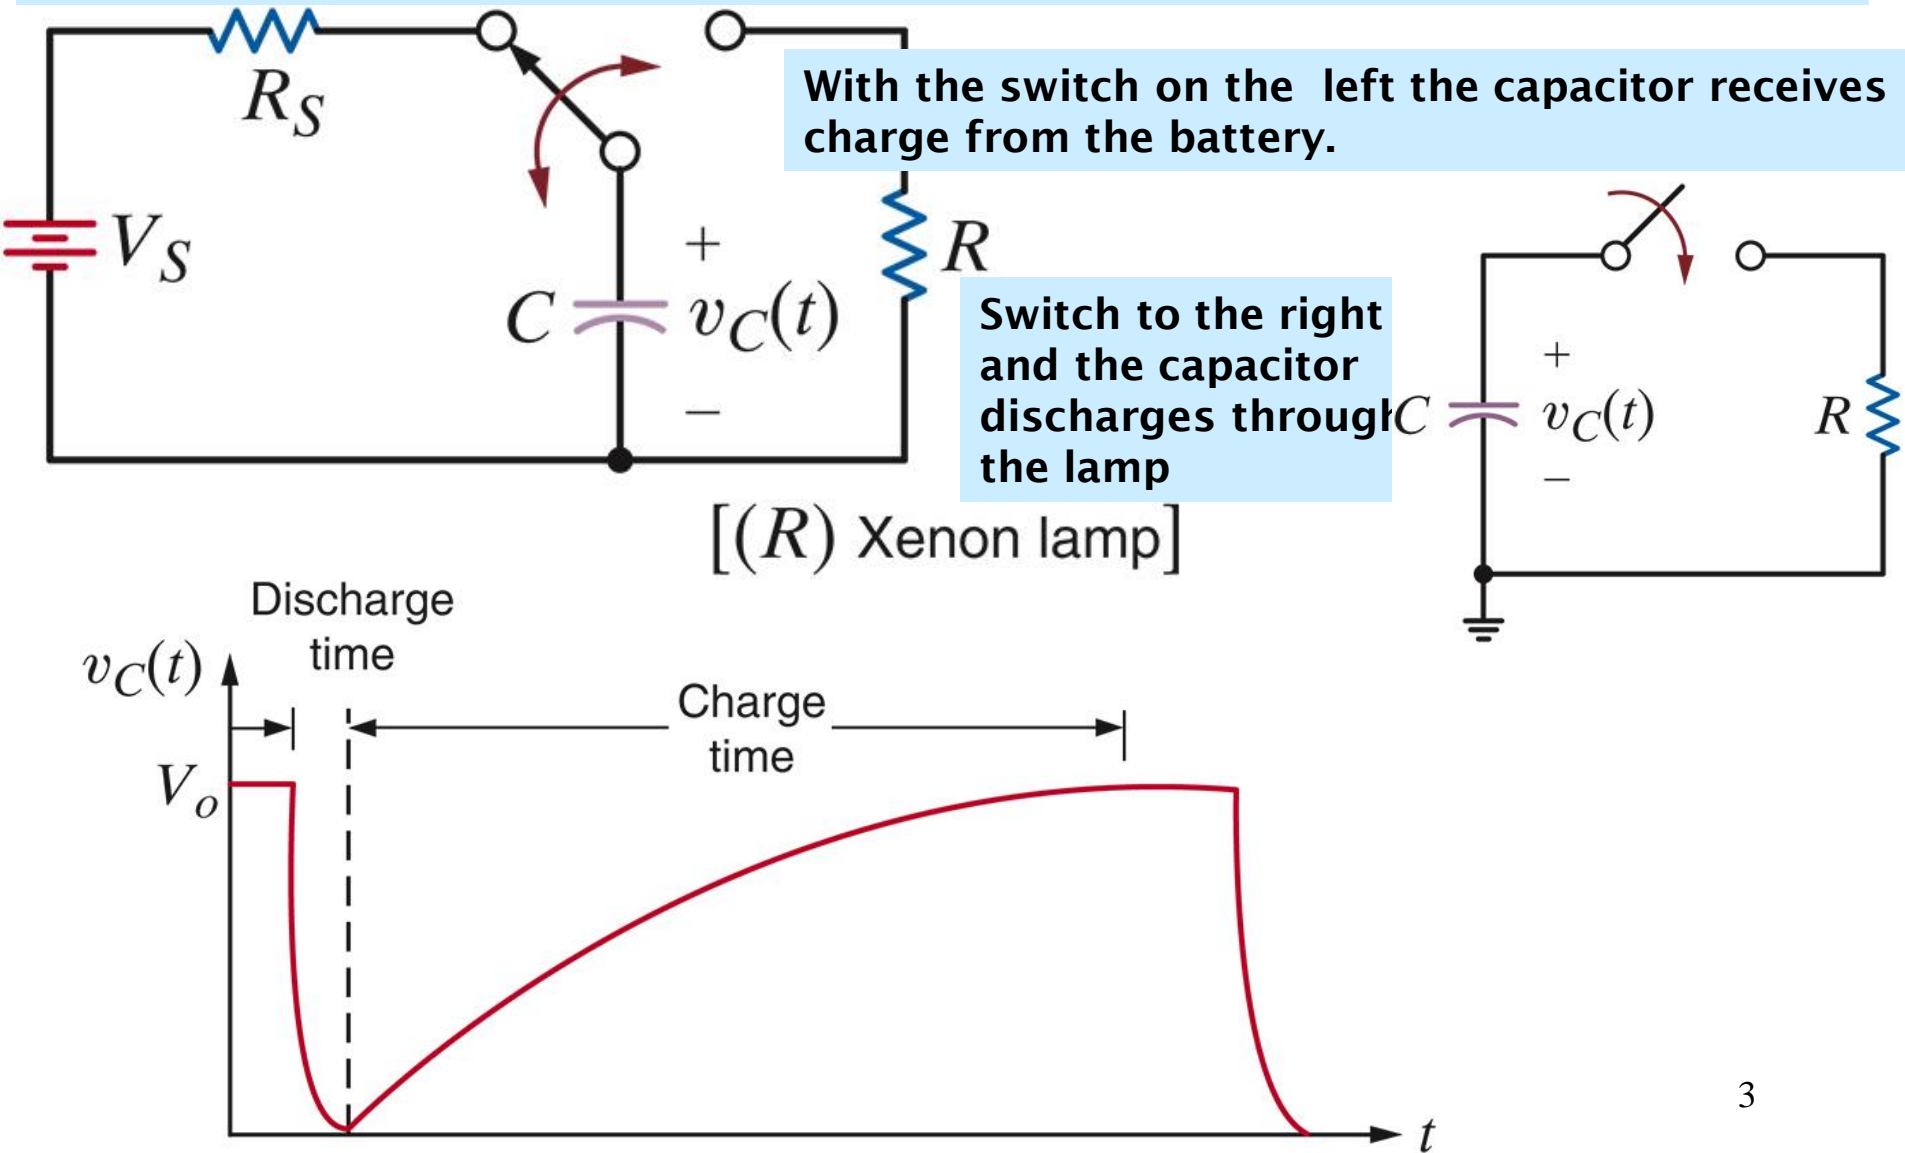 R_S
With the switch on the left the capacitor receives
charge from the battery.
V_S
+
C
v_C(t)
−
R
Switch to the right
and the capacitor
discharges through
the lamp
+
C
v_C(t)
R
−
[(R) Xenon lamp]
Discharge
time
v_C(t)
Charge
time
V_o
3
t